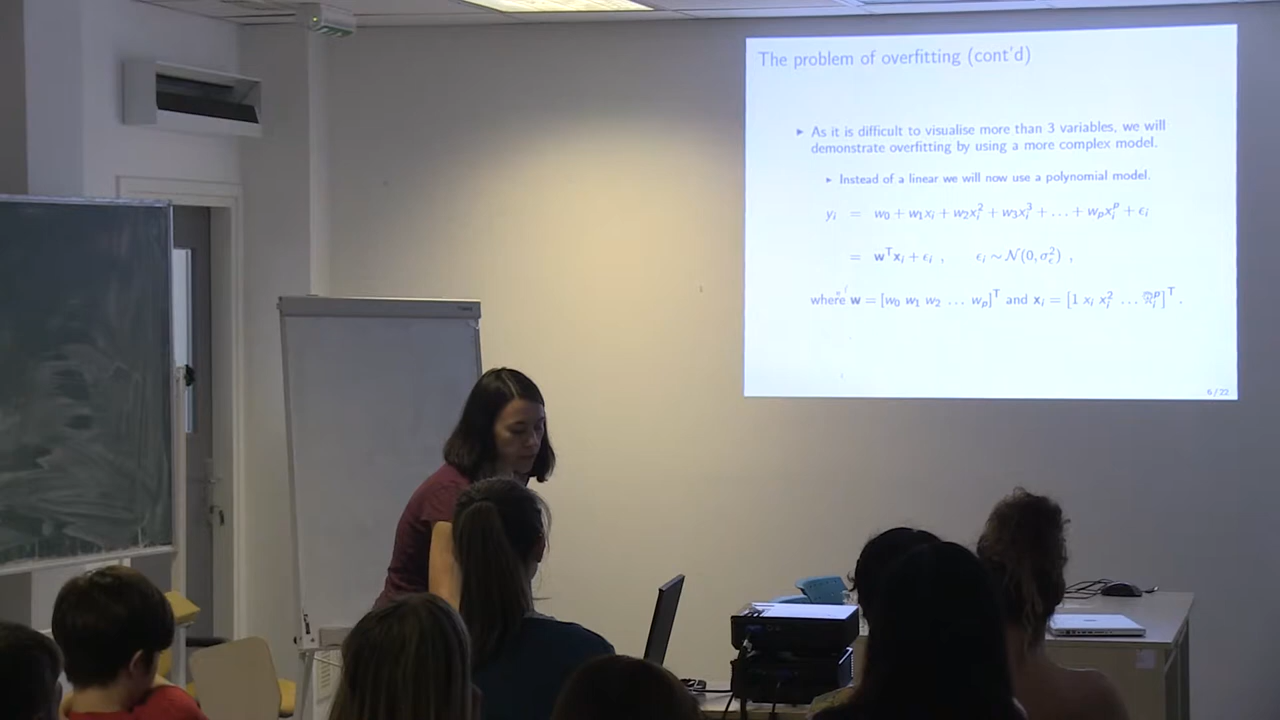 The problem of overfitting (cont'd)
▸ As it is difficult to visualise more than 3 variables, we will
demonstrate overfitting by using a more complex model.
▸ Instead of a linear we will now use a polynomial model.
yᵢ = w₀ + w₁xᵢ + w₂xᵢ² + w₃xᵢ³ + … + wₚxᵢᵖ + ϵᵢ
= wᵀxᵢ + ϵᵢ , ϵᵢ ∼ N(0, σ_ϵ²) ,
where w = [w₀ w₁ w₂ … wₚ]ᵀ and xᵢ = [1 xᵢ xᵢ² … ℜᵢᵖ]ᵀ .
6 / 22